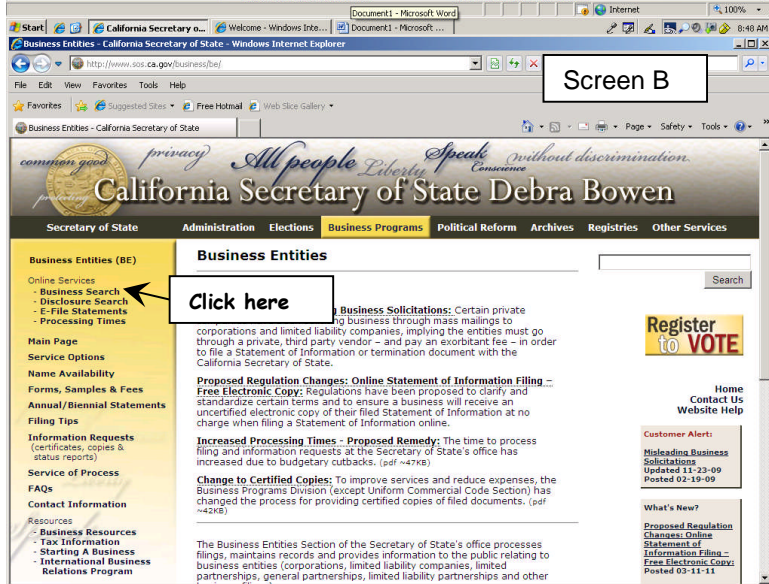 Document1 - Microsoft Word
Internet
100%
Start
California Secretary o...
Welcome - Windows Inte...
Document1 - Microsoft ...
8:48 AM
Business Entities - California Secretary of State - Windows Internet Explorer
http://www.sos.ca.gov/business/be/
Screen B
File Edit View Favorites Tools Help
Favorites Suggested Sites Free Hotmail Web Slice Gallery
Business Entities - California Secretary of State
Page Safety Tools
common good privacy All people Liberty Speak Conscience without discrimination.
protecting
California Secretary of State Debra Bowen
Secretary of State Administration Elections Business Programs Political Reform Archives Registries Other Services
Business Entities (BE)
Online Services
- Business Search
- Disclosure Search
- E-File Statements
- Processing Times
Main Page
Service Options
Name Availability
Forms, Samples & Fees
Annual/Biennial Statements
Filing Tips
Information Requests
(certificates, copies &
status reports)
Service of Process
FAQs
Contact Information
Resources
- Business Resources
- Tax Information
- Starting A Business
- International Business
Relations Program
Business Entities
Click here
Business Solicitations: Certain private
business through mass mailings to
corporations and limited liability companies, implying the entities must go
through a private, third party vendor – and pay an exorbitant fee – in order
to file a Statement of Information or termination document with the
California Secretary of State.
Proposed Regulation Changes: Online Statement of Information Filing –
Free Electronic Copy: Regulations have been proposed to clarify and
standardize certain terms and to ensure a business will receive an
uncertified electronic copy of their filed Statement of Information at no
charge when filing a Statement of Information online.
Increased Processing Times - Proposed Remedy: The time to process
filing and information requests at the Secretary of State's office has
increased due to budgetary cutbacks. (pdf ~47KB)
Change to Certified Copies: To improve services and reduce expenses, the
Business Programs Division (except Uniform Commercial Code Section) has
changed the process for providing certified copies of filed documents. (pdf
~42KB)
The Business Entities Section of the Secretary of State's office processes
filings, maintains records and provides information to the public relating to
business entities (corporations, limited liability companies, limited
partnerships, general partnerships, limited liability partnerships and other
Search
Register
to VOTE
Home
Contact Us
Website Help
Customer Alert:
Misleading Business
Solicitations
Updated 11-23-09
Posted 02-19-09
What's New?
Proposed Regulation
Changes: Online
Statement of
Information Filing –
Free Electronic Copy:
Posted 03-11-11